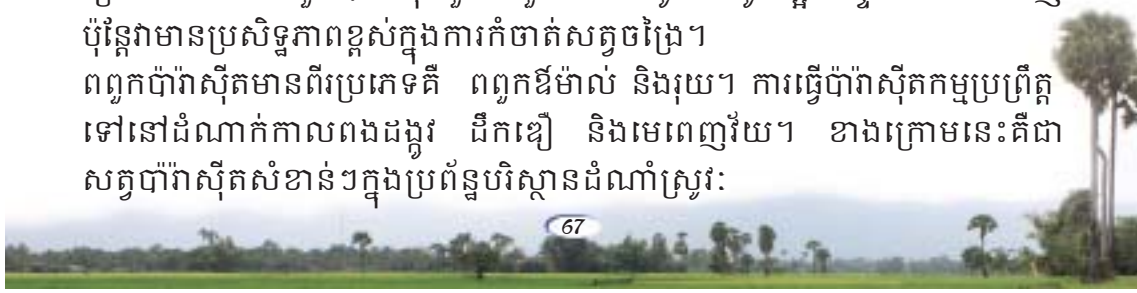 ប៉ុន្តែវាមានប្រសិទ្ឋភាពខ្ពស់ក្នុងការកំចាត់សត្វចង្រៃ។
ពពួកប៉ារ៉ាស៊ីតមានពីរប្រភេទគឺ ពពួកឪម៉ាល់ និងរុយ។ ការធ្វើប៉ារ៉ាស៊ីតកម្មប្រព្រឹត្ត
ទៅនៅដំណាក់កាលពងដង្កូវ ដឹកឌឿ និងមេពេញវ័យ។ ខាងក្រោមនេះគឺជា
សត្វប៉ារ៉ាស៊ីតសំខាន់ៗក្នុងប្រព័ន្ឋបរិស្ថានដំណាំស្រូវៈ
67